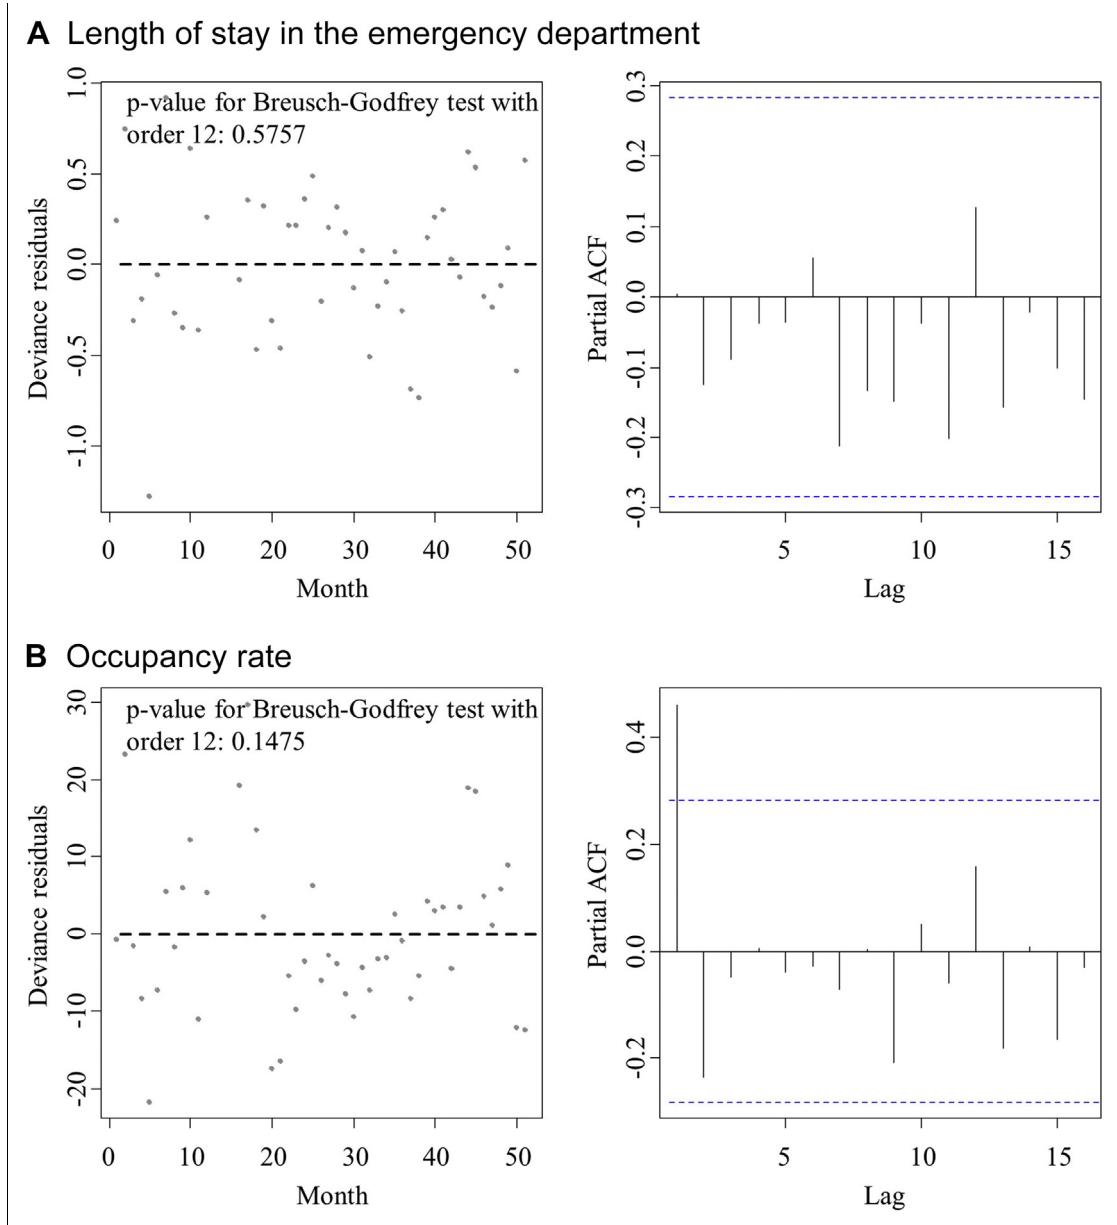 A Length of stay in the emergency department
p-value for Breusch-Godfrey test with
order 12: 0.5757
Deviance residuals
1.0
0.5
0.0
-0.5
-1.0
0 10 20 30 40 50
Month
Partial ACF
0.3
0.2
0.1
0.0
-0.1
-0.2
-0.3
5 10 15
Lag
B Occupancy rate
p-value for Breusch-Godfrey test with
order 12: 0.1475
Deviance residuals
30
20
10
0
-10
-20
0 10 20 30 40 50
Month
Partial ACF
0.4
0.2
0.0
-0.2
5 10 15
Lag